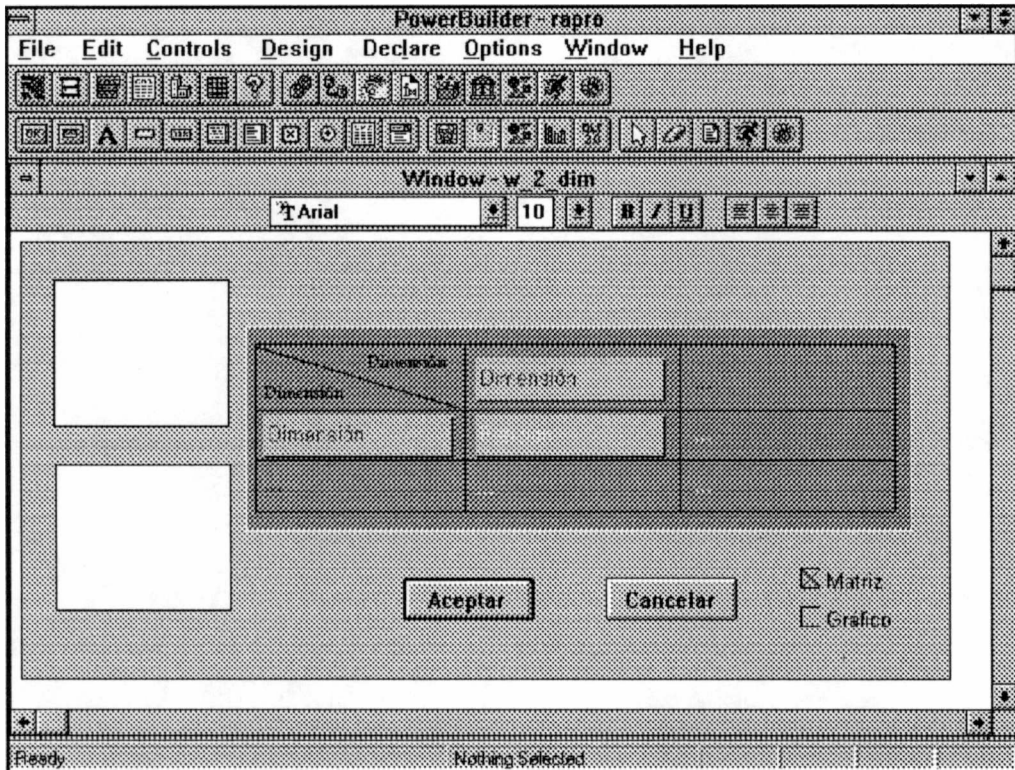 PowerBuilder - rapro
File Edit Controls Design Declare Options Window Help
Window - w_2_dim
Arial 10 B I U
Dimensión
Dimensión
Dimensión
...
Dimensión
...
... ... ...
Matriz
Aceptar Cancelar
Grafico
Ready Nothing Selected